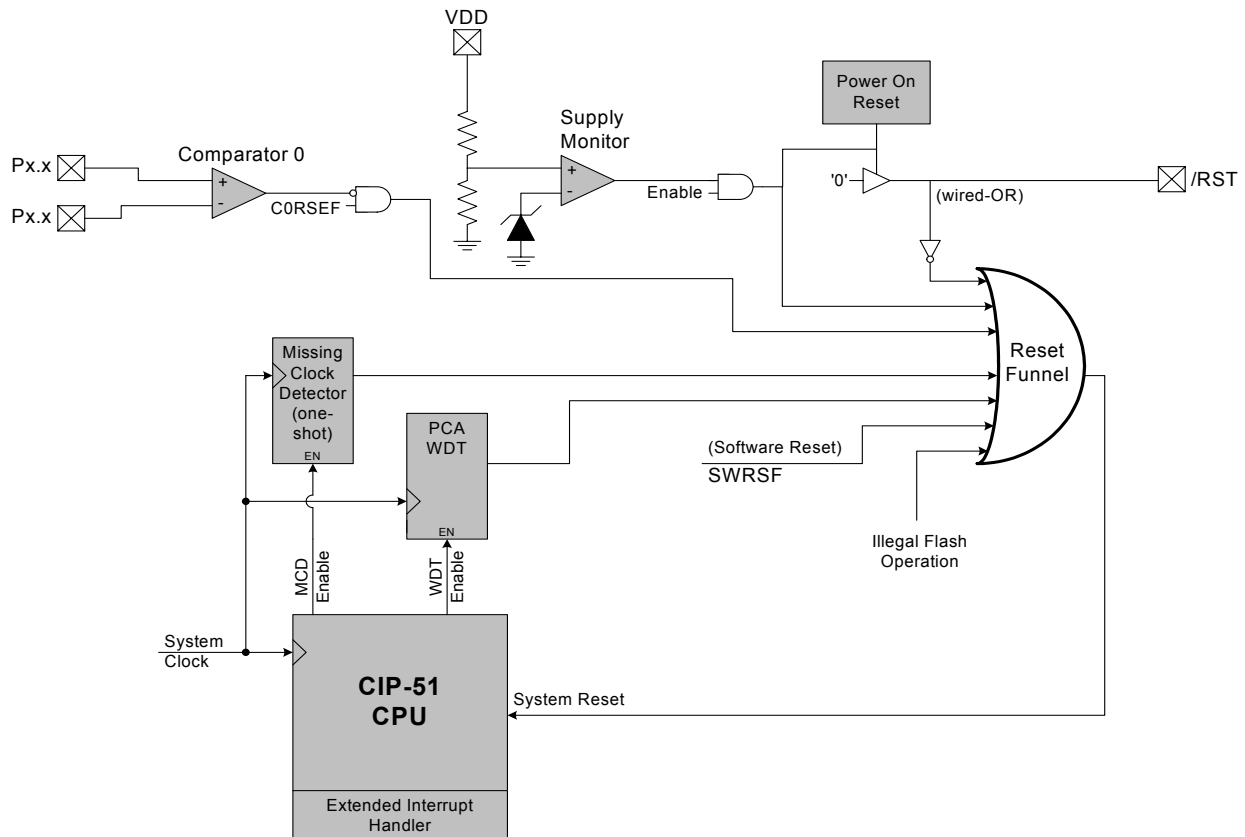 VDD
Power On
Reset
Supply
Monitor
Comparator 0
Px.x
Px.x
+
-
C0RSEF
+
-
Enable
'0'
/RST
(wired-OR)
Reset
Funnel
Missing
Clock
Detector
(one-
shot)
EN
PCA
WDT
EN
(Software Reset)
SWRSF
Illegal Flash
Operation
MCD
Enable
WDT
Enable
System
Clock
CIP-51
CPU
System Reset
Extended Interrupt
Handler